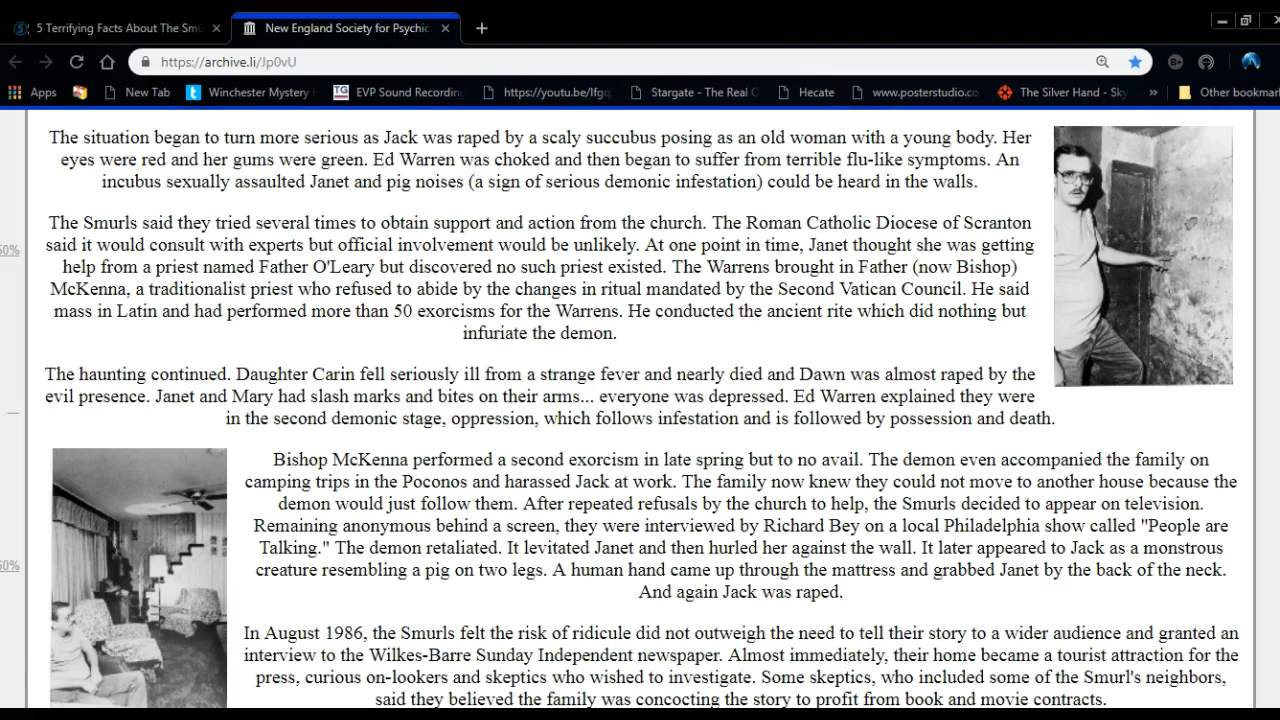 5 Terrifying Facts About The Smu
New England Society for Psychic
https://archive.li/Jp0vU
Apps
New Tab
Winchester Mystery
EVP Sound Recording
https://youtu.be/lfgq
Stargate - The Real
Hecate
www.posterstudio.co
The Silver Hand - Sky
»
Other bookmar
The situation began to turn more serious as Jack was raped by a scaly succubus posing as an old woman with a young body. Her
eyes were red and her gums were green. Ed Warren was choked and then began to suffer from terrible flu-like symptoms. An
incubus sexually assaulted Janet and pig noises (a sign of serious demonic infestation) could be heard in the walls.
The Smurls said they tried several times to obtain support and action from the church. The Roman Catholic Diocese of Scranton
said it would consult with experts but official involvement would be unlikely. At one point in time, Janet thought she was getting
help from a priest named Father O'Leary but discovered no such priest existed. The Warrens brought in Father (now Bishop)
McKenna, a traditionalist priest who refused to abide by the changes in ritual mandated by the Second Vatican Council. He said
mass in Latin and had performed more than 50 exorcisms for the Warrens. He conducted the ancient rite which did nothing but
infuriate the demon.
The haunting continued. Daughter Carin fell seriously ill from a strange fever and nearly died and Dawn was almost raped by the
evil presence. Janet and Mary had slash marks and bites on their arms... everyone was depressed. Ed Warren explained they were
in the second demonic stage, oppression, which follows infestation and is followed by possession and death.
Bishop McKenna performed a second exorcism in late spring but to no avail. The demon even accompanied the family on
camping trips in the Poconos and harassed Jack at work. The family now knew they could not move to another house because the
demon would just follow them. After repeated refusals by the church to help, the Smurls decided to appear on television.
Remaining anonymous behind a screen, they were interviewed by Richard Bey on a local Philadelphia show called "People are
Talking." The demon retaliated. It levitated Janet and then hurled her against the wall. It later appeared to Jack as a monstrous
creature resembling a pig on two legs. A human hand came up through the mattress and grabbed Janet by the back of the neck.
And again Jack was raped.
In August 1986, the Smurls felt the risk of ridicule did not outweigh the need to tell their story to a wider audience and granted an
interview to the Wilkes-Barre Sunday Independent newspaper. Almost immediately, their home became a tourist attraction for the
press, curious on-lookers and skeptics who wished to investigate. Some skeptics, who included some of the Smurl's neighbors,
said they believed the family was concocting the story to profit from book and movie contracts.